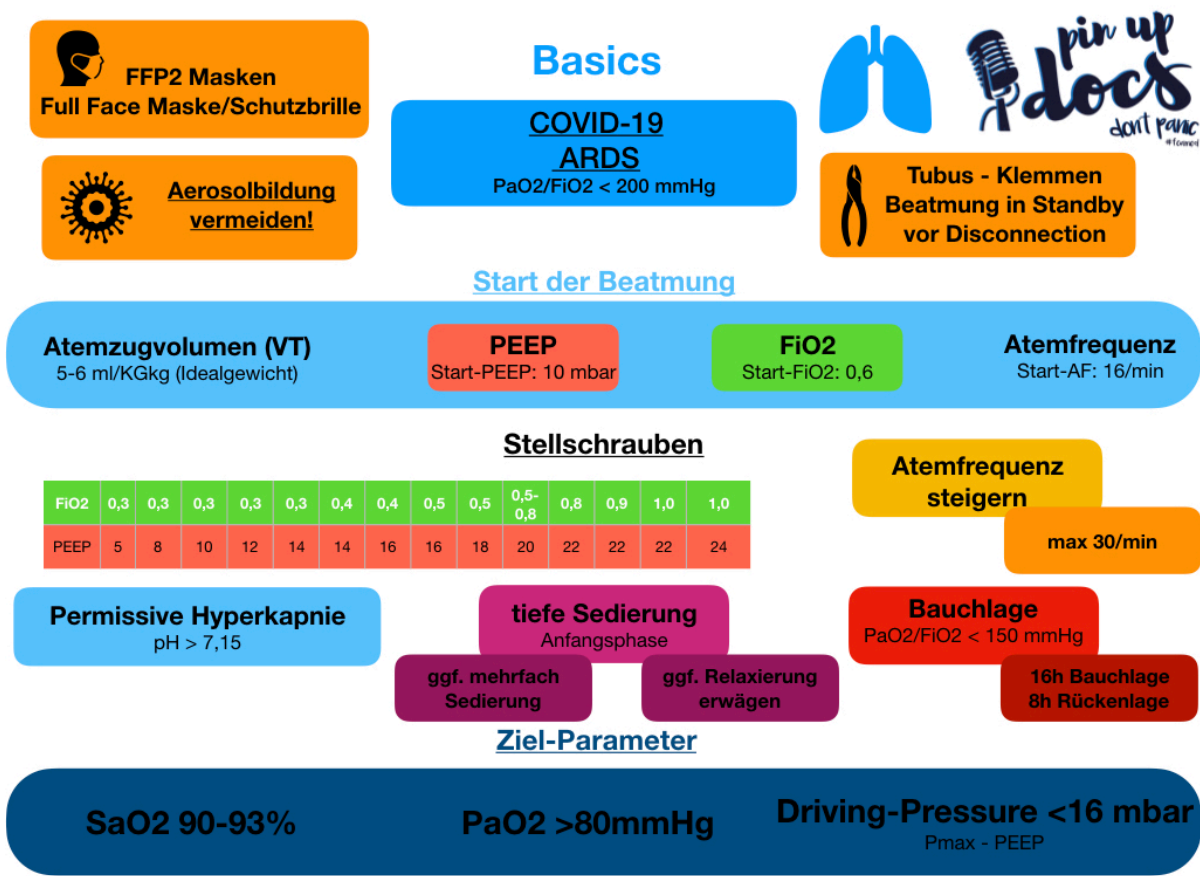 FFP2 Masken
Full Face Maske/Schutzbrille
Aerosolbildung
vermeiden!
Basics
COVID-19
ARDS
PaO2/FiO2 < 200 mmHg
pin up
docs
don't panic
Tubus - Klemmen
Beatmung in Standby
vor Disconnection
Start der Beatmung
Atemzugvolumen (VT)
5-6 ml/KGkg (Idealgewicht)
PEEP
Start-PEEP: 10 mbar
FiO2
Start-FiO2: 0,6
Atemfrequenz
Start-AF: 16/min
Stellschrauben
FiO2 0,3 0,3 0,3 0,3 0,3 0,4 0,4 0,5 0,5 0,5-0,8 0,8 0,9 1,0 1,0
PEEP 5 8 10 12 14 14 16 16 18 20 22 22 22 24
Atemfrequenz
steigern
max 30/min
Permissive Hyperkapnie
pH > 7,15
tiefe Sedierung
Anfangsphase
ggf. mehrfach
Sedierung
ggf. Relaxierung
erwägen
Bauchlage
PaO2/FiO2 < 150 mmHg
16h Bauchlage
8h Rückenlage
Ziel-Parameter
SaO2 90-93%
PaO2 >80mmHg
Driving-Pressure <16 mbar
Pmax - PEEP